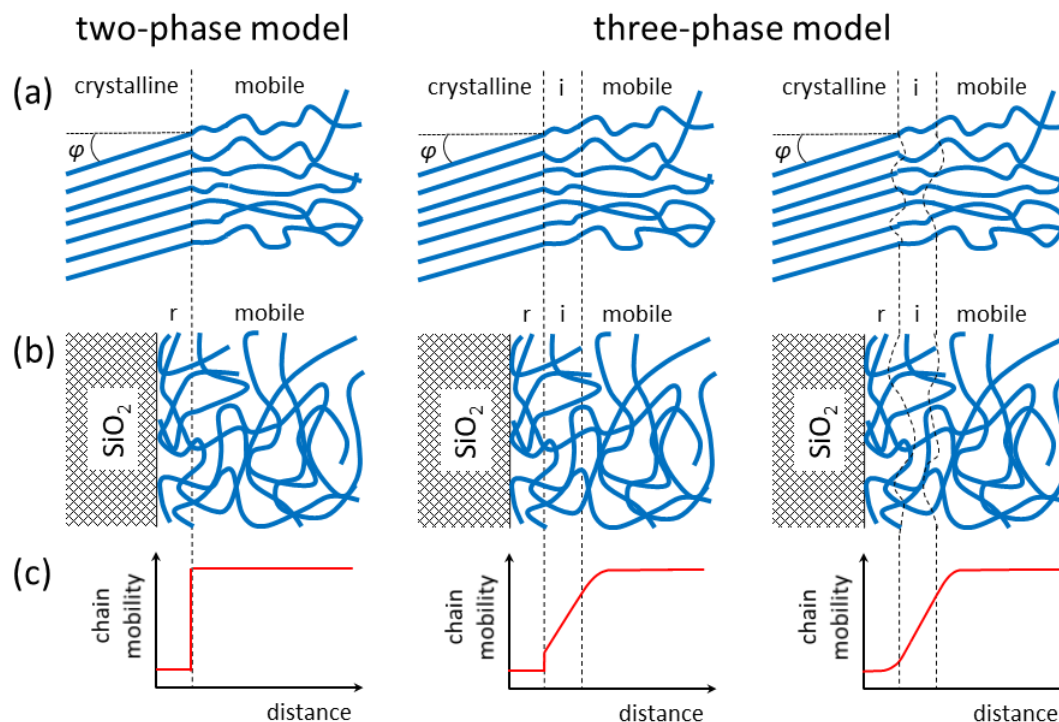 two-phase model three-phase model
(a) crystalline mobile crystalline i mobile crystalline i mobile
φ φ φ
r mobile r i mobile r i mobile
(b) SiO2 SiO2 SiO2
(c) chain mobility chain mobility chain mobility
distance distance distance